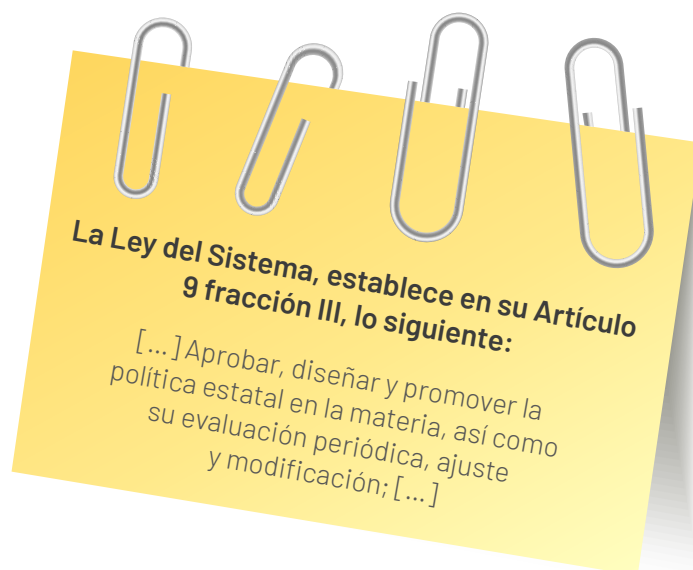 La Ley del Sistema, establece en su Artículo
9 fracción III, lo siguiente:
[...] Aprobar, diseñar y promover la
política estatal en la materia, así como
su evaluación periódica, ajuste
y modificación; [...]